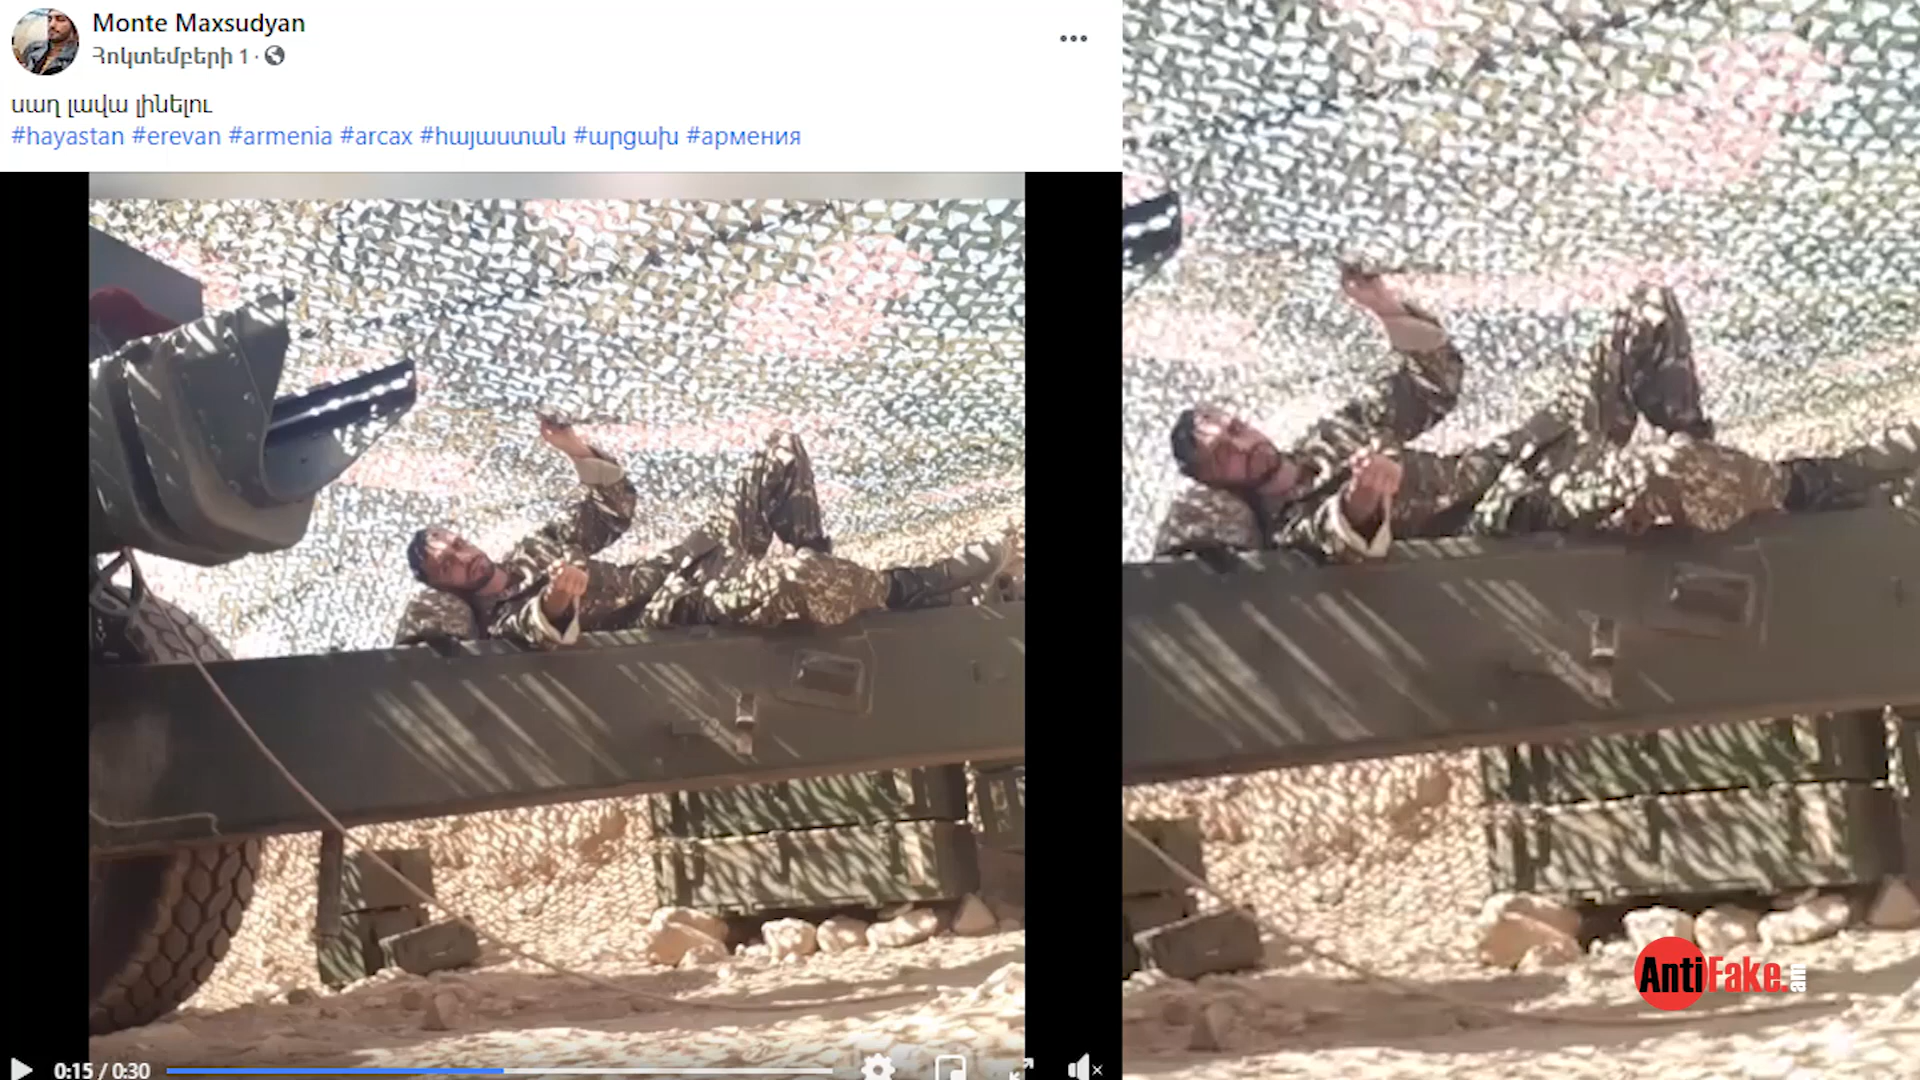 Monte Maxsudyan
Հոկտեմբերի 1 ·
սաղ լավա լինելու
#hayastan #erevan #armenia #arcax #հայաստան #արցախ #армения
0:15 / 0:30
AntiFake.am